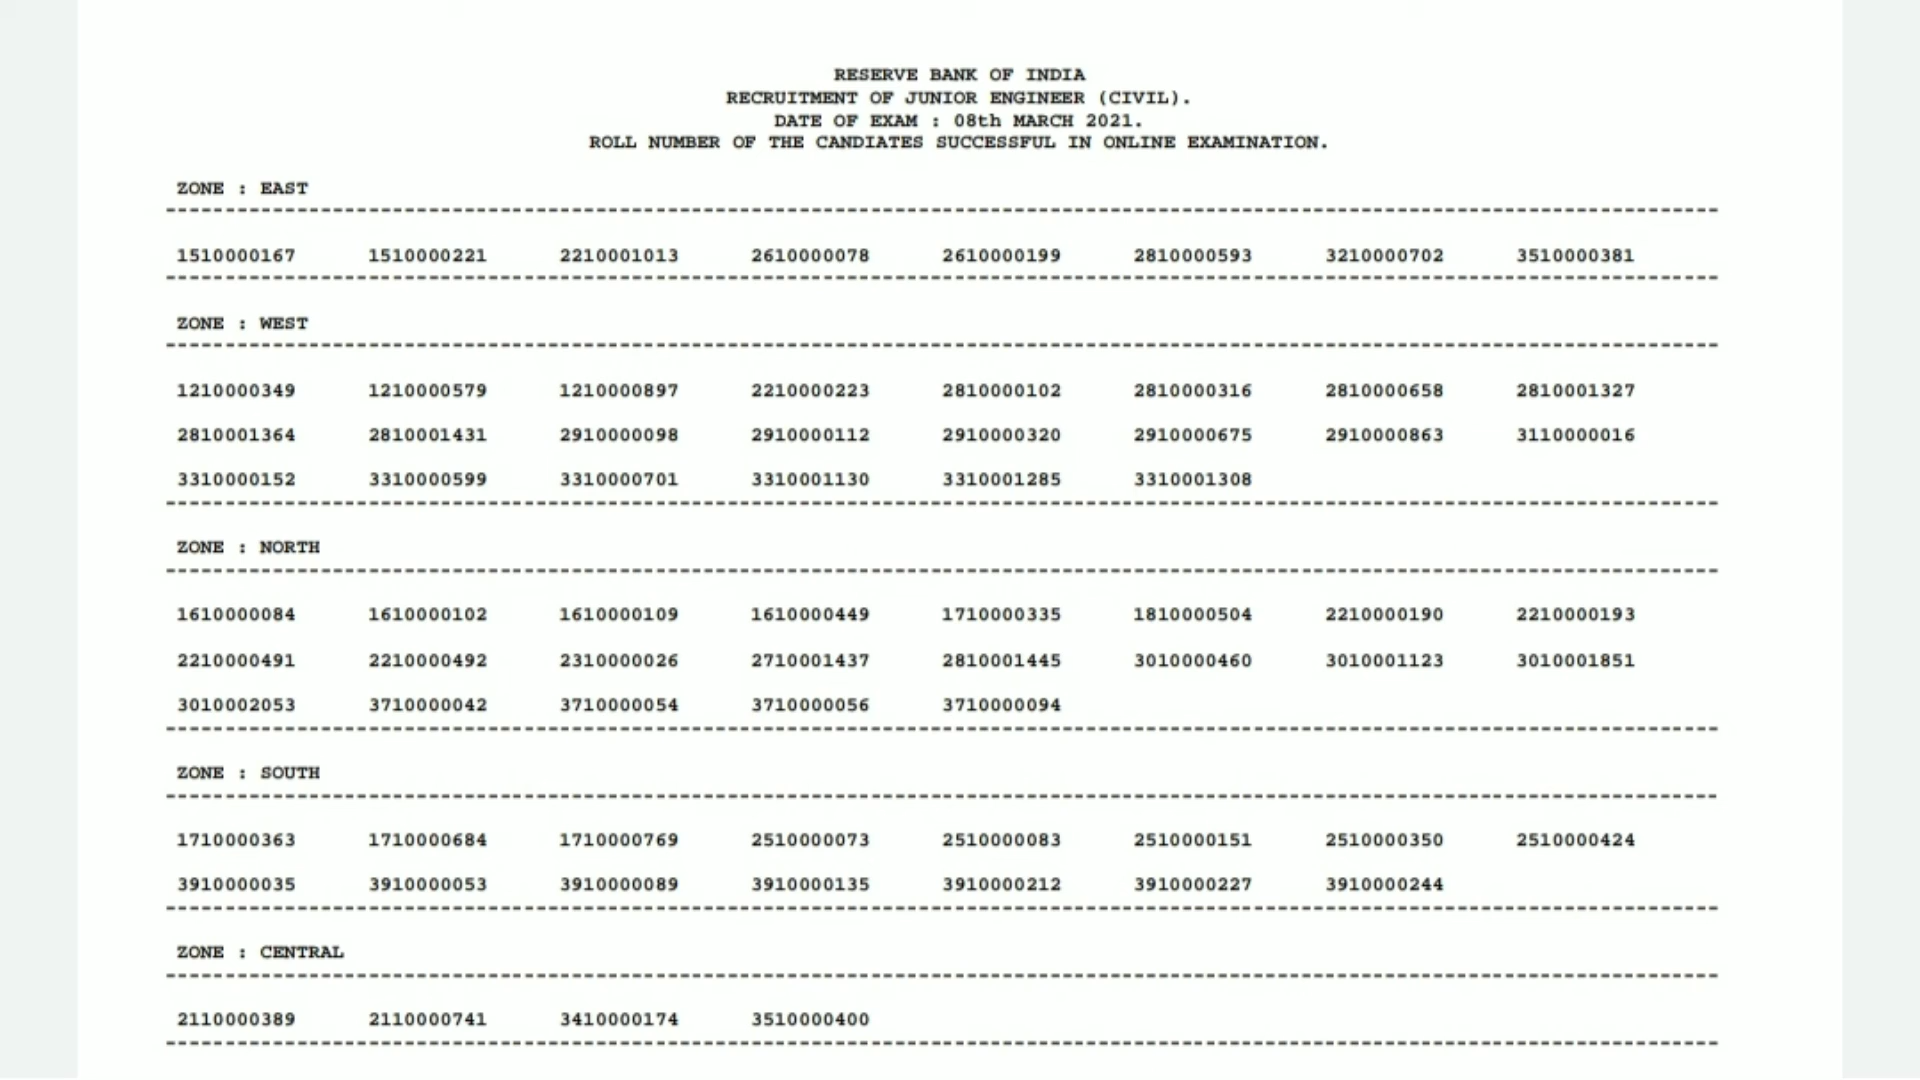 RESERVE BANK OF INDIA
RECRUITMENT OF JUNIOR ENGINEER (CIVIL).
DATE OF EXAM : 08th MARCH 2021.
ROLL NUMBER OF THE CANDIATES SUCCESSFUL IN ONLINE EXAMINATION.
ZONE : EAST
1510000167 1510000221 2210001013 2610000078 2610000199 2810000593 3210000702 3510000381
ZONE : WEST
1210000349 1210000579 1210000897 2210000223 2810000102 2810000316 2810000658 2810001327
2810001364 2810001431 2910000098 2910000112 2910000320 2910000675 2910000863 3110000016
3310000152 3310000599 3310000701 3310001130 3310001285 3310001308
ZONE : NORTH
1610000084 1610000102 1610000109 1610000449 1710000335 1810000504 2210000190 2210000193
2210000491 2210000492 2310000026 2710001437 2810001445 3010000460 3010001123 3010001851
3010002053 3710000042 3710000054 3710000056 3710000094
ZONE : SOUTH
1710000363 1710000684 1710000769 2510000073 2510000083 2510000151 2510000350 2510000424
3910000035 3910000053 3910000089 3910000135 3910000212 3910000227 3910000244
ZONE : CENTRAL
2110000389 2110000741 3410000174 3510000400